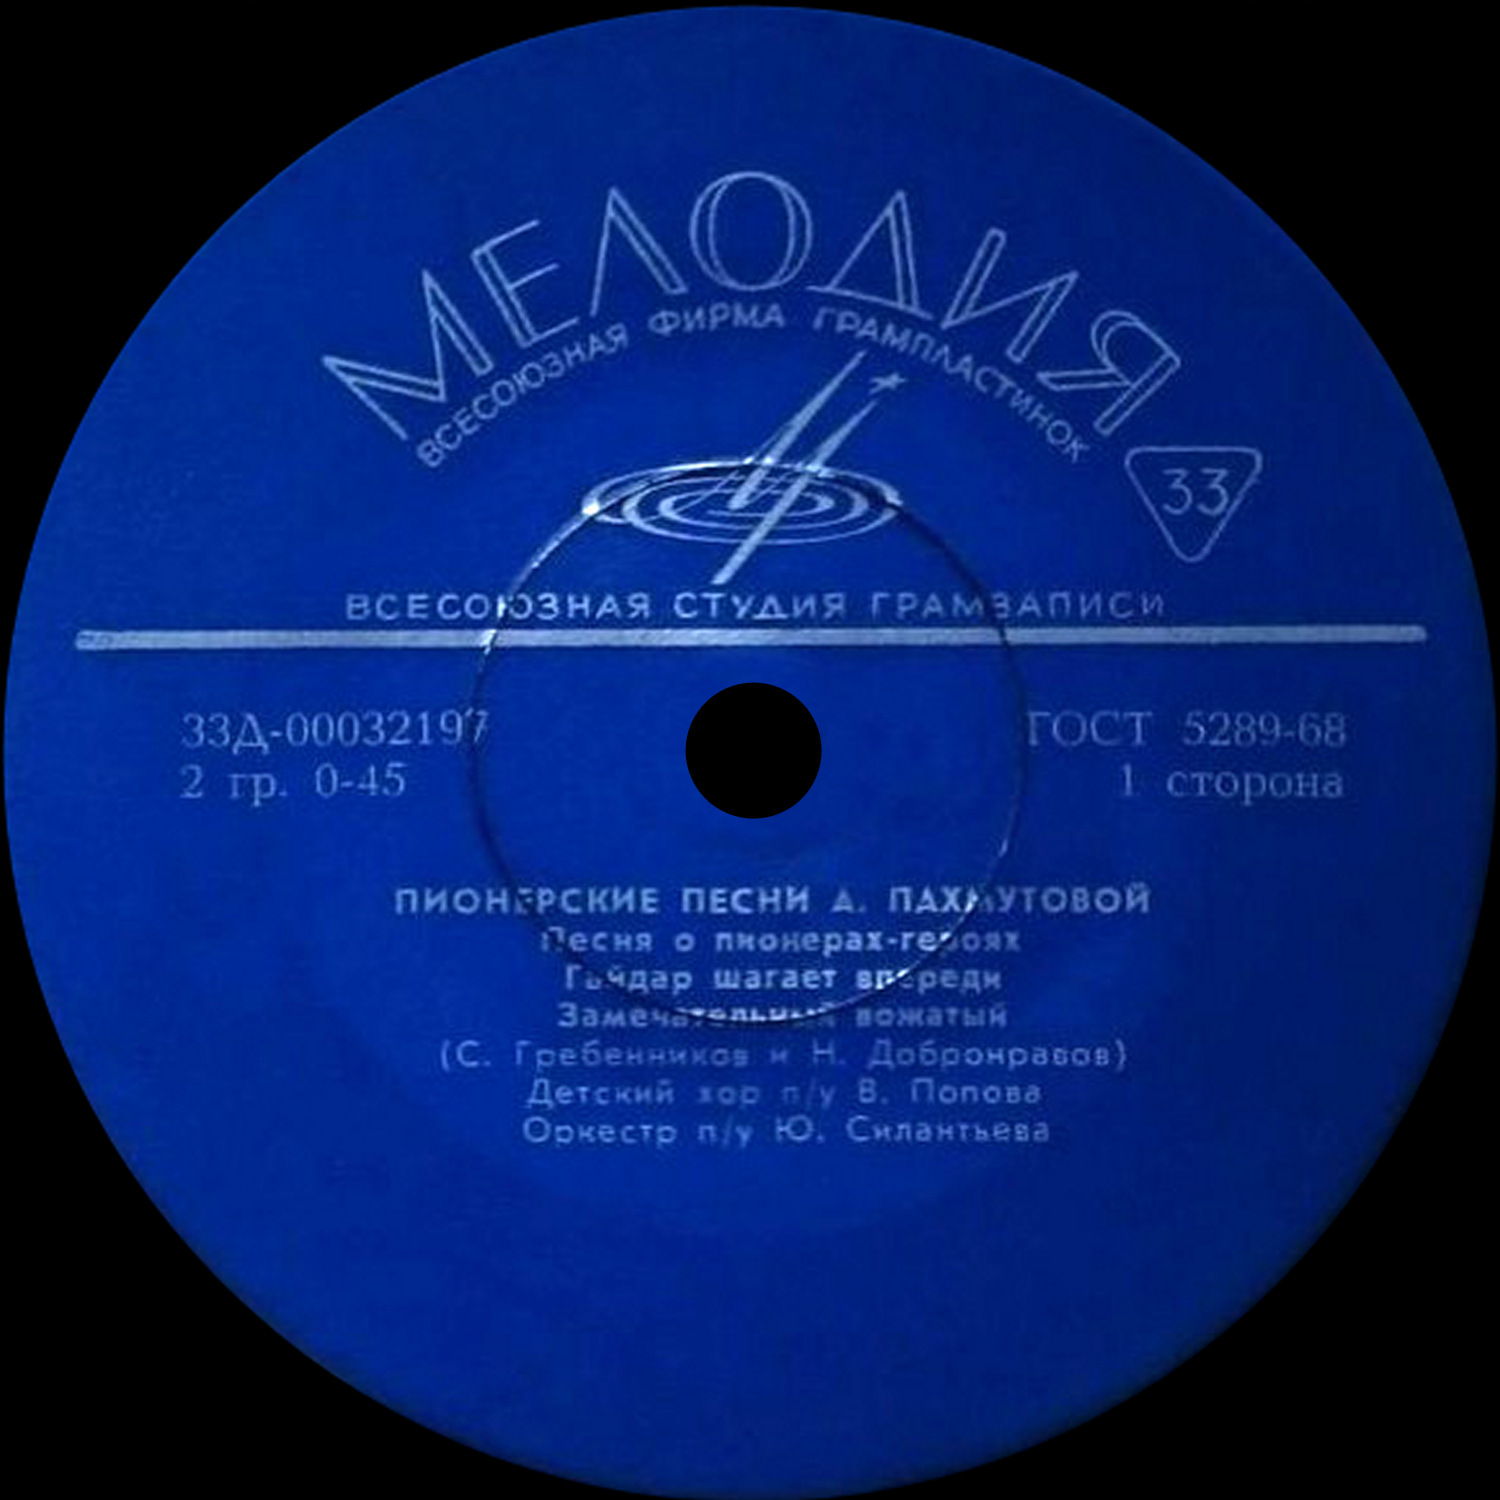 МЕЛОДИЯ
ВСЕСОЮЗНАЯ ФИРМА ГРАМПЛАСТИНОК
33
ВСЕСОЮЗНАЯ СТУДИЯ ГРАМЗАПИСИ
33Д-00032197 ГОСТ 5289-68
2 гр. 0-45 1 сторона
ПИОНЕРСКИЕ ПЕСНИ А. ПАХМУТОВОЙ
Песня о пионерах-героях
Гайдар шагает впереди
Замечательный вожатый
(С. Гребенников и Н. Добронравов)
Детский хор п/у В. Попова
Оркестр п/у Ю. Силантьева